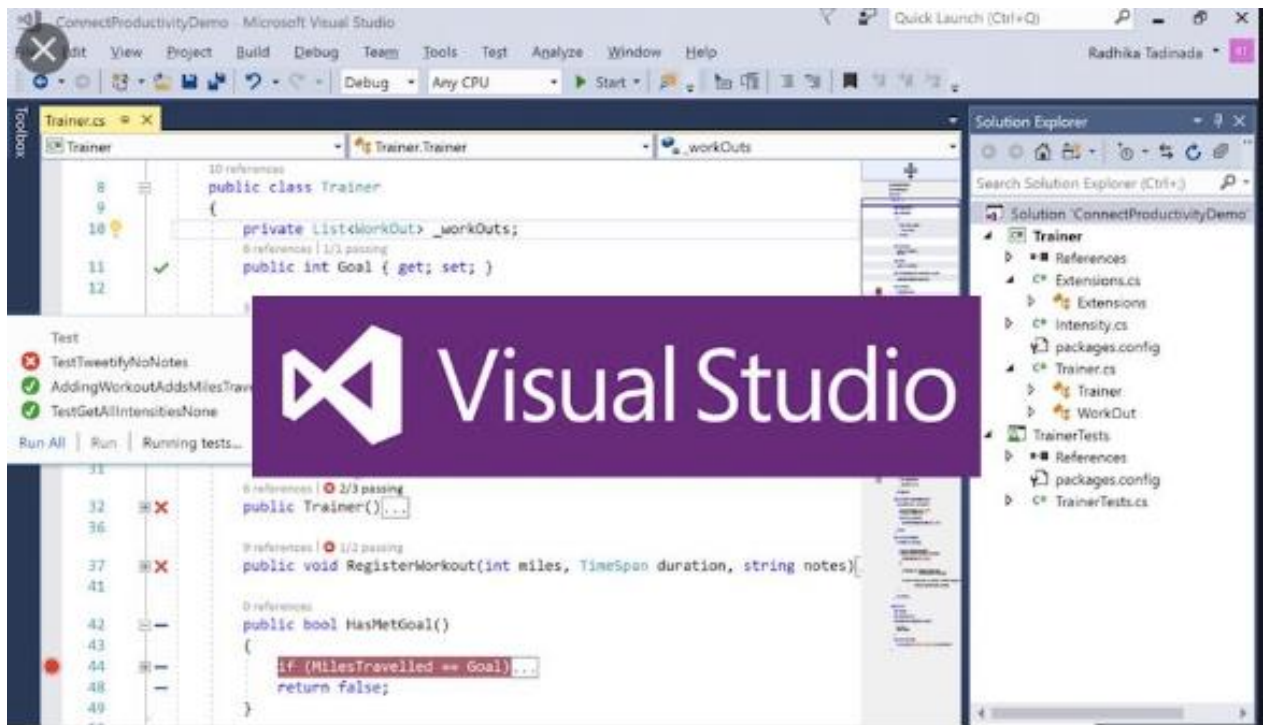 ConnectProductivityDemo - Microsoft Visual Studio
Quick Launch (Ctrl+Q)
dit View Project Build Debug Team Tools Test Analyze Window Help
Radhika Tadinada
RT
Debug Any CPU Start
Toolbox
Trainer.cs
Trainer
Trainer.Trainer
_workOuts
10 references
8 public class Trainer
9 {
10 private List<WorkOut> _workOuts;
6 references | 1/1 passing
11 public int Goal { get; set; }
12
Test
TestTweetifyNoNotes
AddingWorkoutAddsMilesTrav
TestGetAllIntensitiesNone
Run All | Run | Running tests...
Visual Studio
31
6 references | 2/3 passing
32 public Trainer()...
36
9 references | 1/2 passing
37 public void RegisterWorkout(int miles, TimeSpan duration, string notes)
41
0 references
42 public bool HasMetGoal()
43 {
44 if (MilesTravelled == Goal)...
48 return false;
49 }
Solution Explorer
Search Solution Explorer (Ctrl+;)
Solution 'ConnectProductivityDemo'
Trainer
References
C# Extensions.cs
Extensions
C# Intensity.cs
packages.config
C# Trainer.cs
Trainer
WorkOut
TrainerTests
References
packages.config
C# TrainerTests.cs